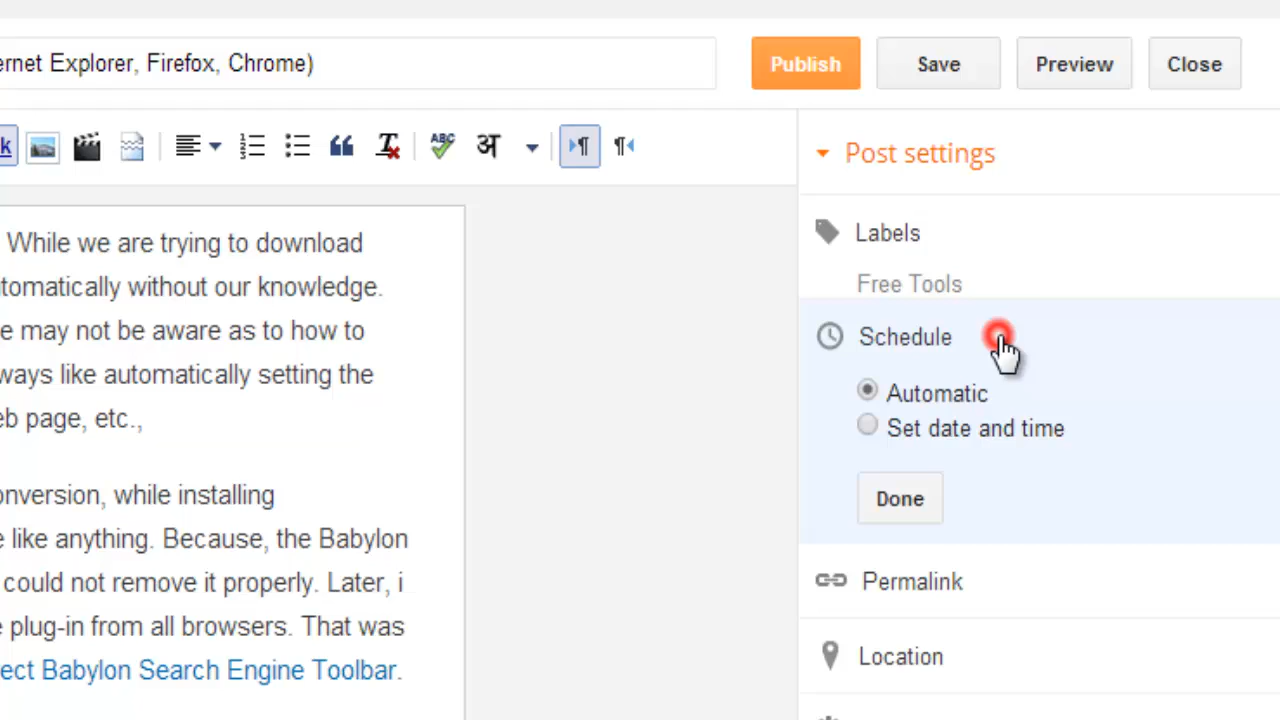 ernet Explorer, Firefox, Chrome)
Publish
Save
Preview
Close
k
ABC
अ
Post settings
While we are trying to download
tomatically without our knowledge.
e may not be aware as to how to
ways like automatically setting the
eb page, etc.,
onversion, while installing
e like anything. Because, the Babylon
could not remove it properly. Later, i
e plug-in from all browsers. That was
ect Babylon Search Engine Toolbar.
Labels
Free Tools
Schedule
Automatic
Set date and time
Done
Permalink
Location